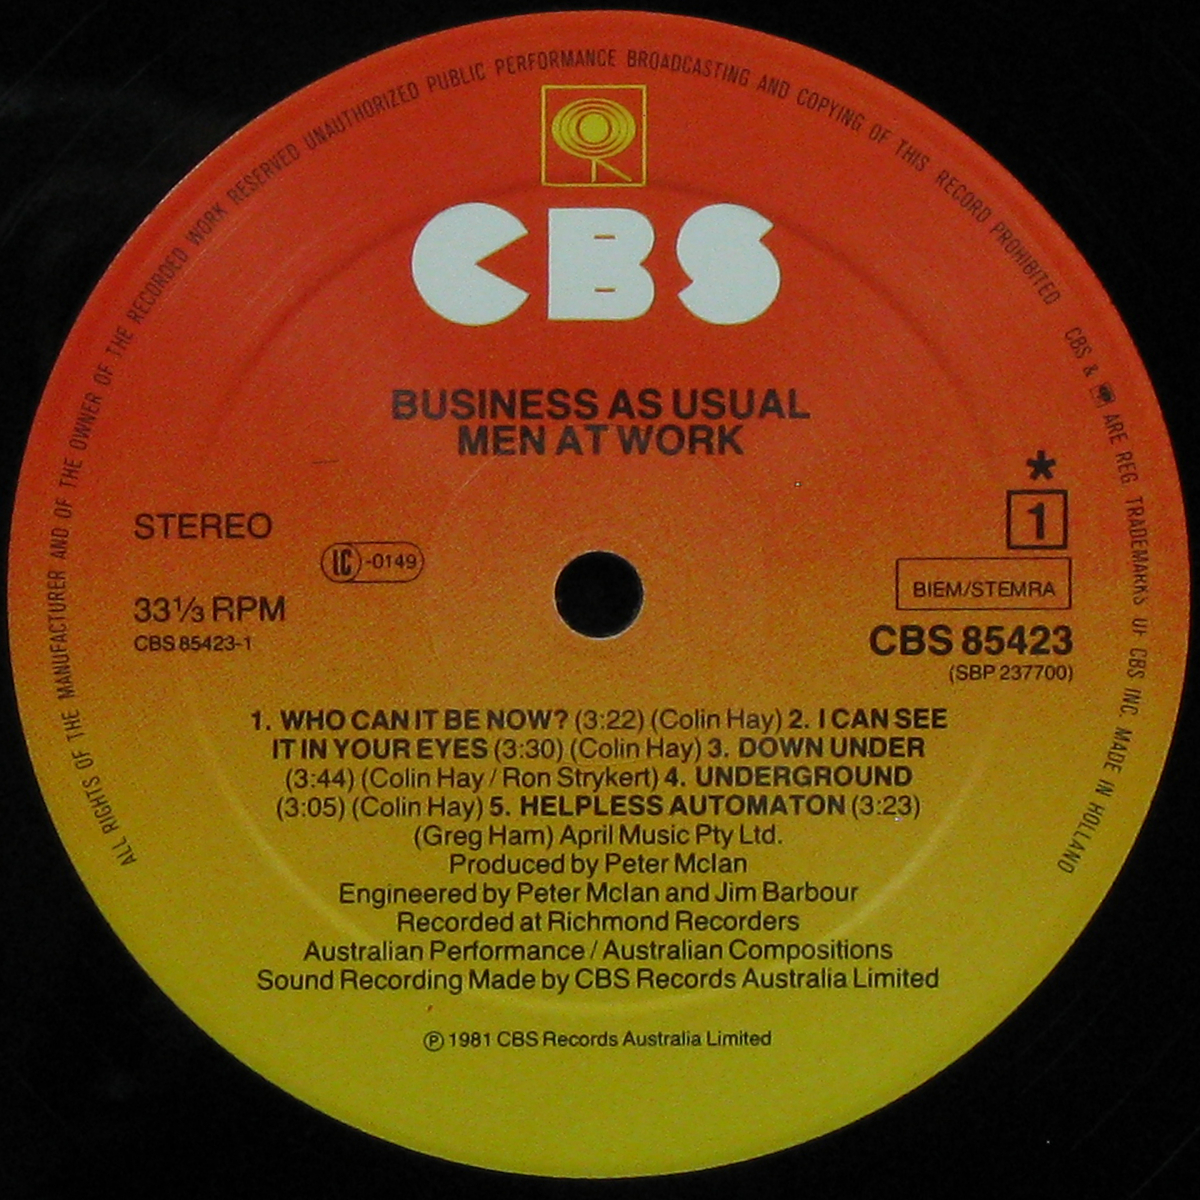 ALL RIGHTS OF THE MANUFACTURER AND OF THE OWNER OF THE RECORDED WORK RESERVED UNAUTHORIZED PUBLIC PERFORMANCE BROADCASTING AND COPYING OF THIS RECORD PROHIBITED CBS & ARE REG TRADEMARKS OF CBS INC. MADE IN HOLLAND
CBS
BUSINESS AS USUAL
MEN AT WORK
*
1
STEREO
LC-0149
BIEM/STEMRA
33⅓ RPM
CBS 85423-1
CBS 85423
(SBP 237700)
1. WHO CAN IT BE NOW? (3:22) (Colin Hay) 2. I CAN SEE
IT IN YOUR EYES (3:30) (Colin Hay) 3. DOWN UNDER
(3:44) (Colin Hay / Ron Strykert) 4. UNDERGROUND
(3:05) (Colin Hay) 5. HELPLESS AUTOMATON (3:23)
(Greg Ham) April Music Pty Ltd.
Produced by Peter McIan
Engineered by Peter McIan and Jim Barbour
Recorded at Richmond Recorders
Australian Performance / Australian Compositions
Sound Recording Made by CBS Records Australia Limited
℗ 1981 CBS Records Australia Limited